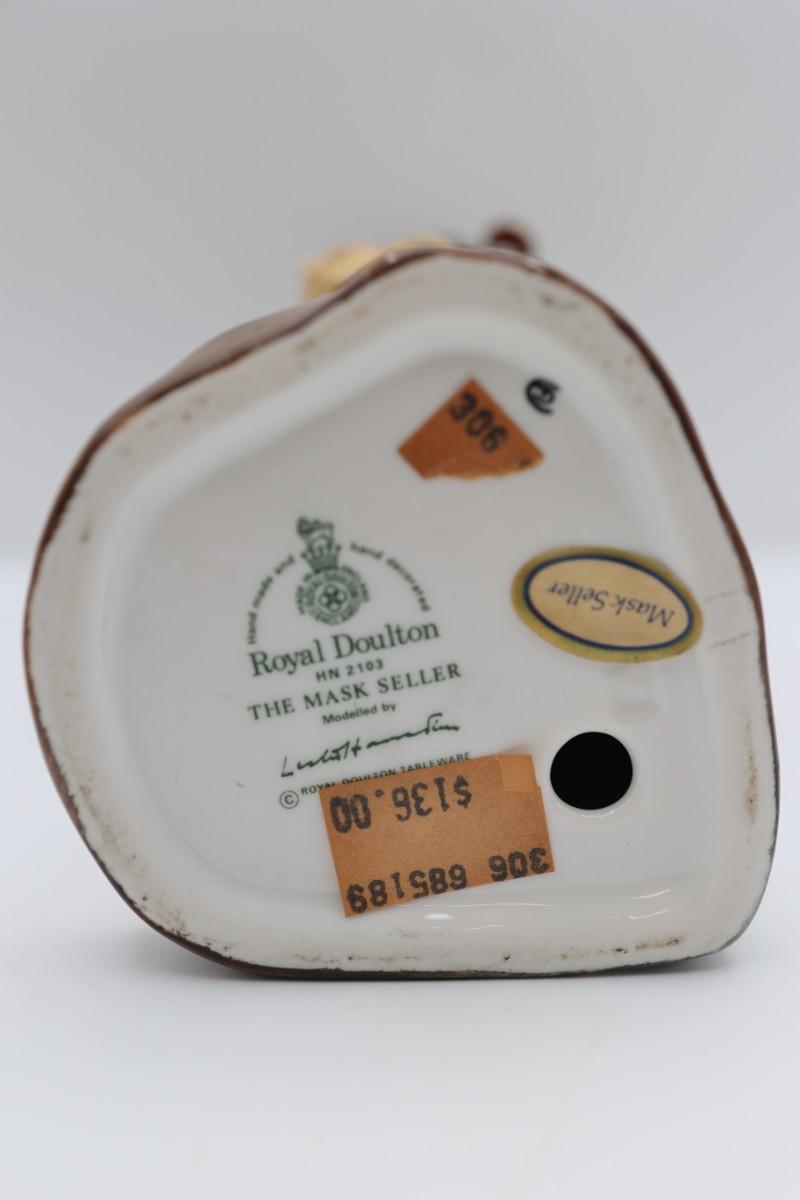 306
Hand made and hand decorated
Royal Doulton
HN 2103
THE MASK SELLER
Modelled by
© ROYAL DOULTON TABLEWARE
Mask Seller
$136.00
306 685189